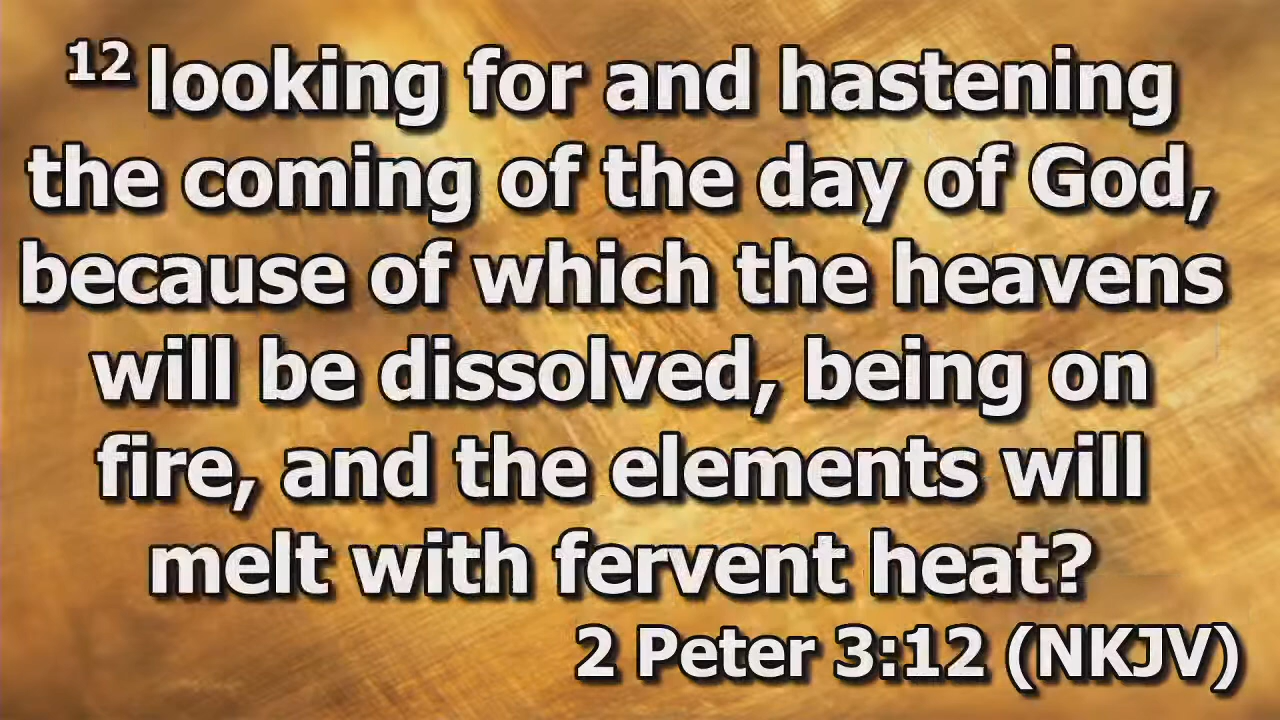 12 looking for and hastening
the coming of the day of God,
because of which the heavens
will be dissolved, being on
fire, and the elements will
melt with fervent heat?
2 Peter 3:12 (NKJV)